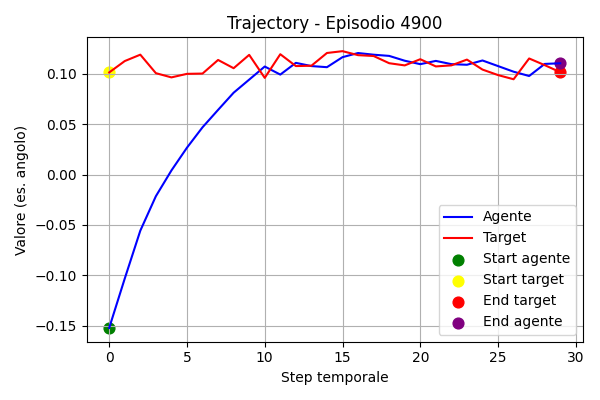 Trajectory - Episodio 4900
Valore (es. angolo)
0.10
0.05
0.00
−0.05
−0.10
−0.15
0
5
10
15
20
25
30
Step temporale
Agente
Target
Start agente
Start target
End target
End agente